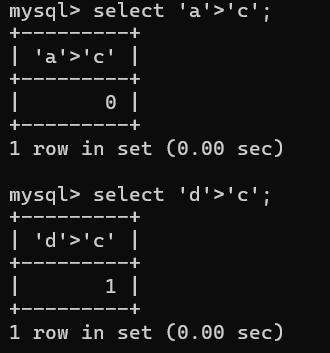 mysql> select 'a'>'c';
+---------+
| 'a'>'c' |
+---------+
|       0 |
+---------+
1 row in set (0.00 sec)

mysql> select 'd'>'c';
+---------+
| 'd'>'c' |
+---------+
|       1 |
+---------+
1 row in set (0.00 sec)